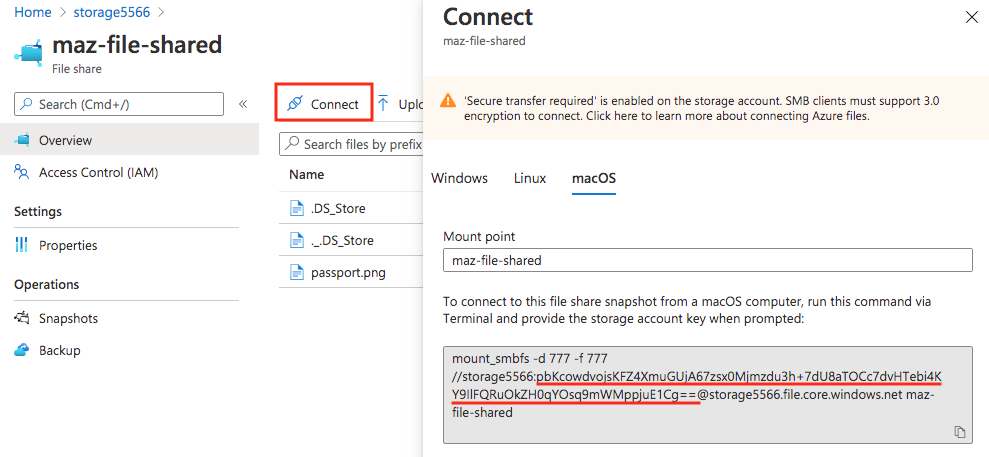 Home > storage5566 >
maz-file-shared
File share
Search (Cmd+/)
«
Overview
Access Control (IAM)
Settings
Properties
Operations
Snapshots
Backup
Connect
Uplo
Search files by prefix
Name
.DS_Store
._.DS_Store
passport.png
Connect
maz-file-shared
'Secure transfer required' is enabled on the storage account. SMB clients must support 3.0
encryption to connect. Click here to learn more about connecting Azure files.
Windows Linux macOS
Mount point
maz-file-shared
To connect to this file share snapshot from a macOS computer, run this command via
Terminal and provide the storage account key when prompted:
mount_smbfs -d 777 -f 777
//storage5566:pbKcowdvojsKFZ4XmuGUjA67zsx0Mjmzdu3h+7dU8aTOCc7dvHTebi4K
Y9IlFQRuOkZH0qYOsq9mWMppjuE1Cg==@storage5566.file.core.windows.net maz-
file-shared